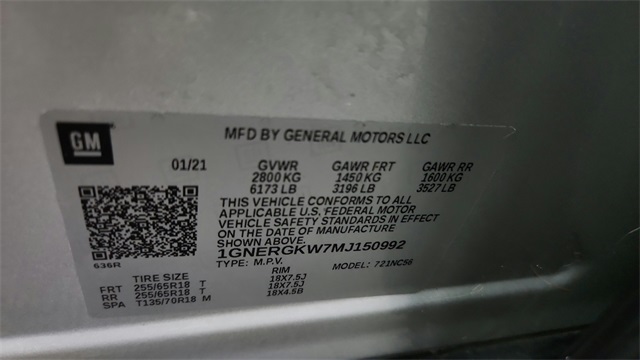 GM
MFD BY GENERAL MOTORS LLC
01/21 GVWR GAWR FRT GAWR RR
2800 KG 1450 KG 1600 KG
6173 LB 3196 LB 3527 LB
THIS VEHICLE CONFORMS TO ALL
APPLICABLE U.S. FEDERAL MOTOR
VEHICLE SAFETY STANDARDS IN EFFECT
ON THE DATE OF MANUFACTURE
SHOWN ABOVE.
1GNERGKW7MJ150992
636R
TYPE: M.P.V. MODEL: 721NC56
TIRE SIZE RIM
FRT 255/65R18 T 18X7.5J
RR 255/65R18 T 18X7.5J
SPA T135/70R18 M 18X4.5B